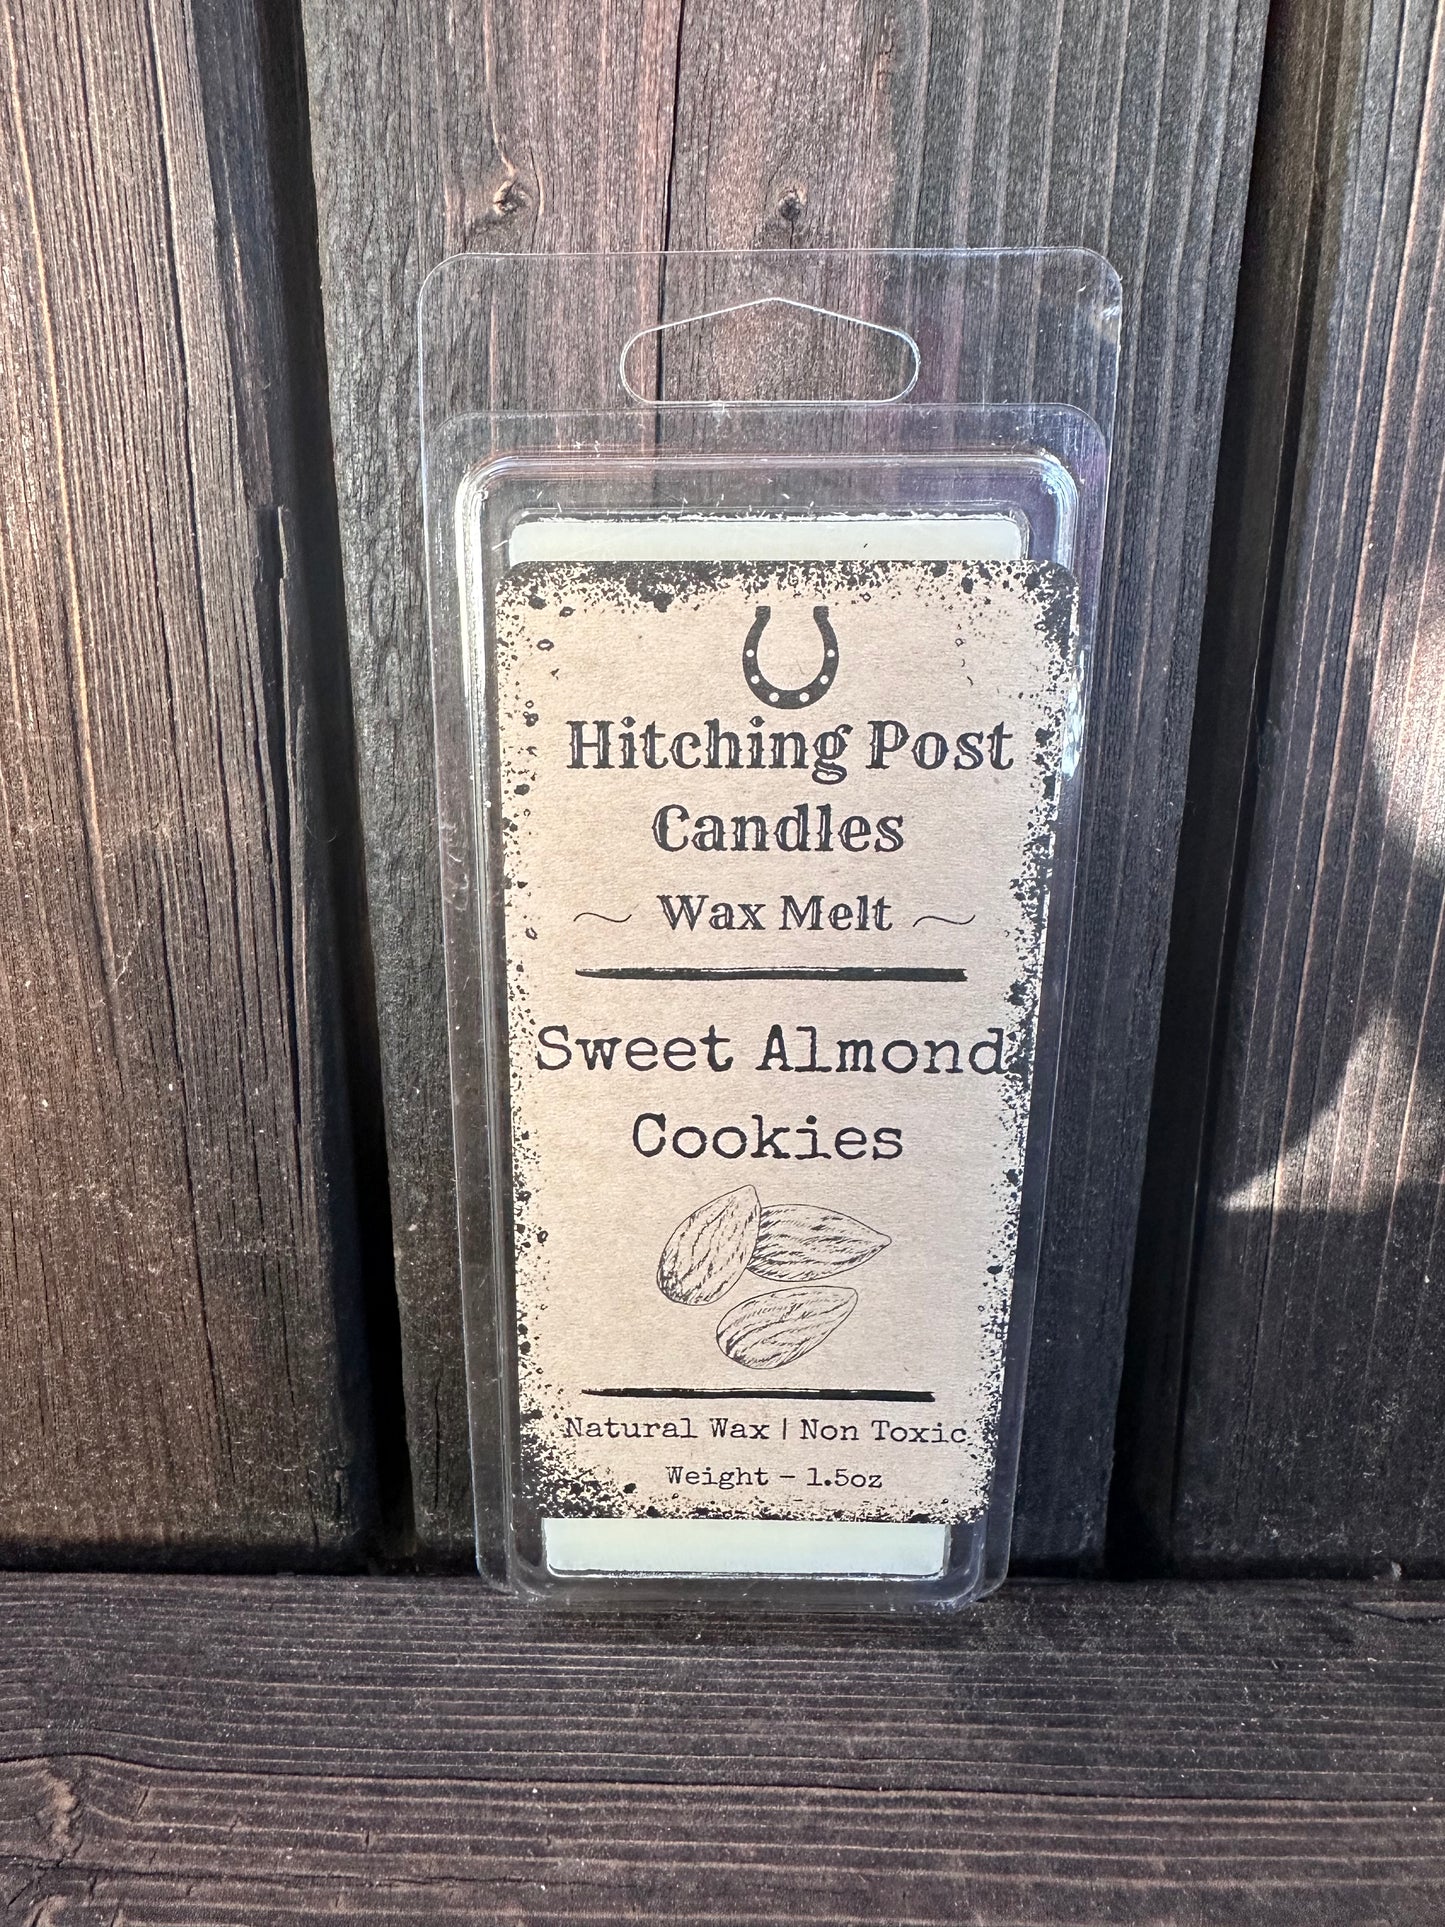 Hitching Post
Candles
~ Wax Melt ~
Sweet Almond
Cookies
Natural Wax | Non Toxic
Weight - 1.5oz